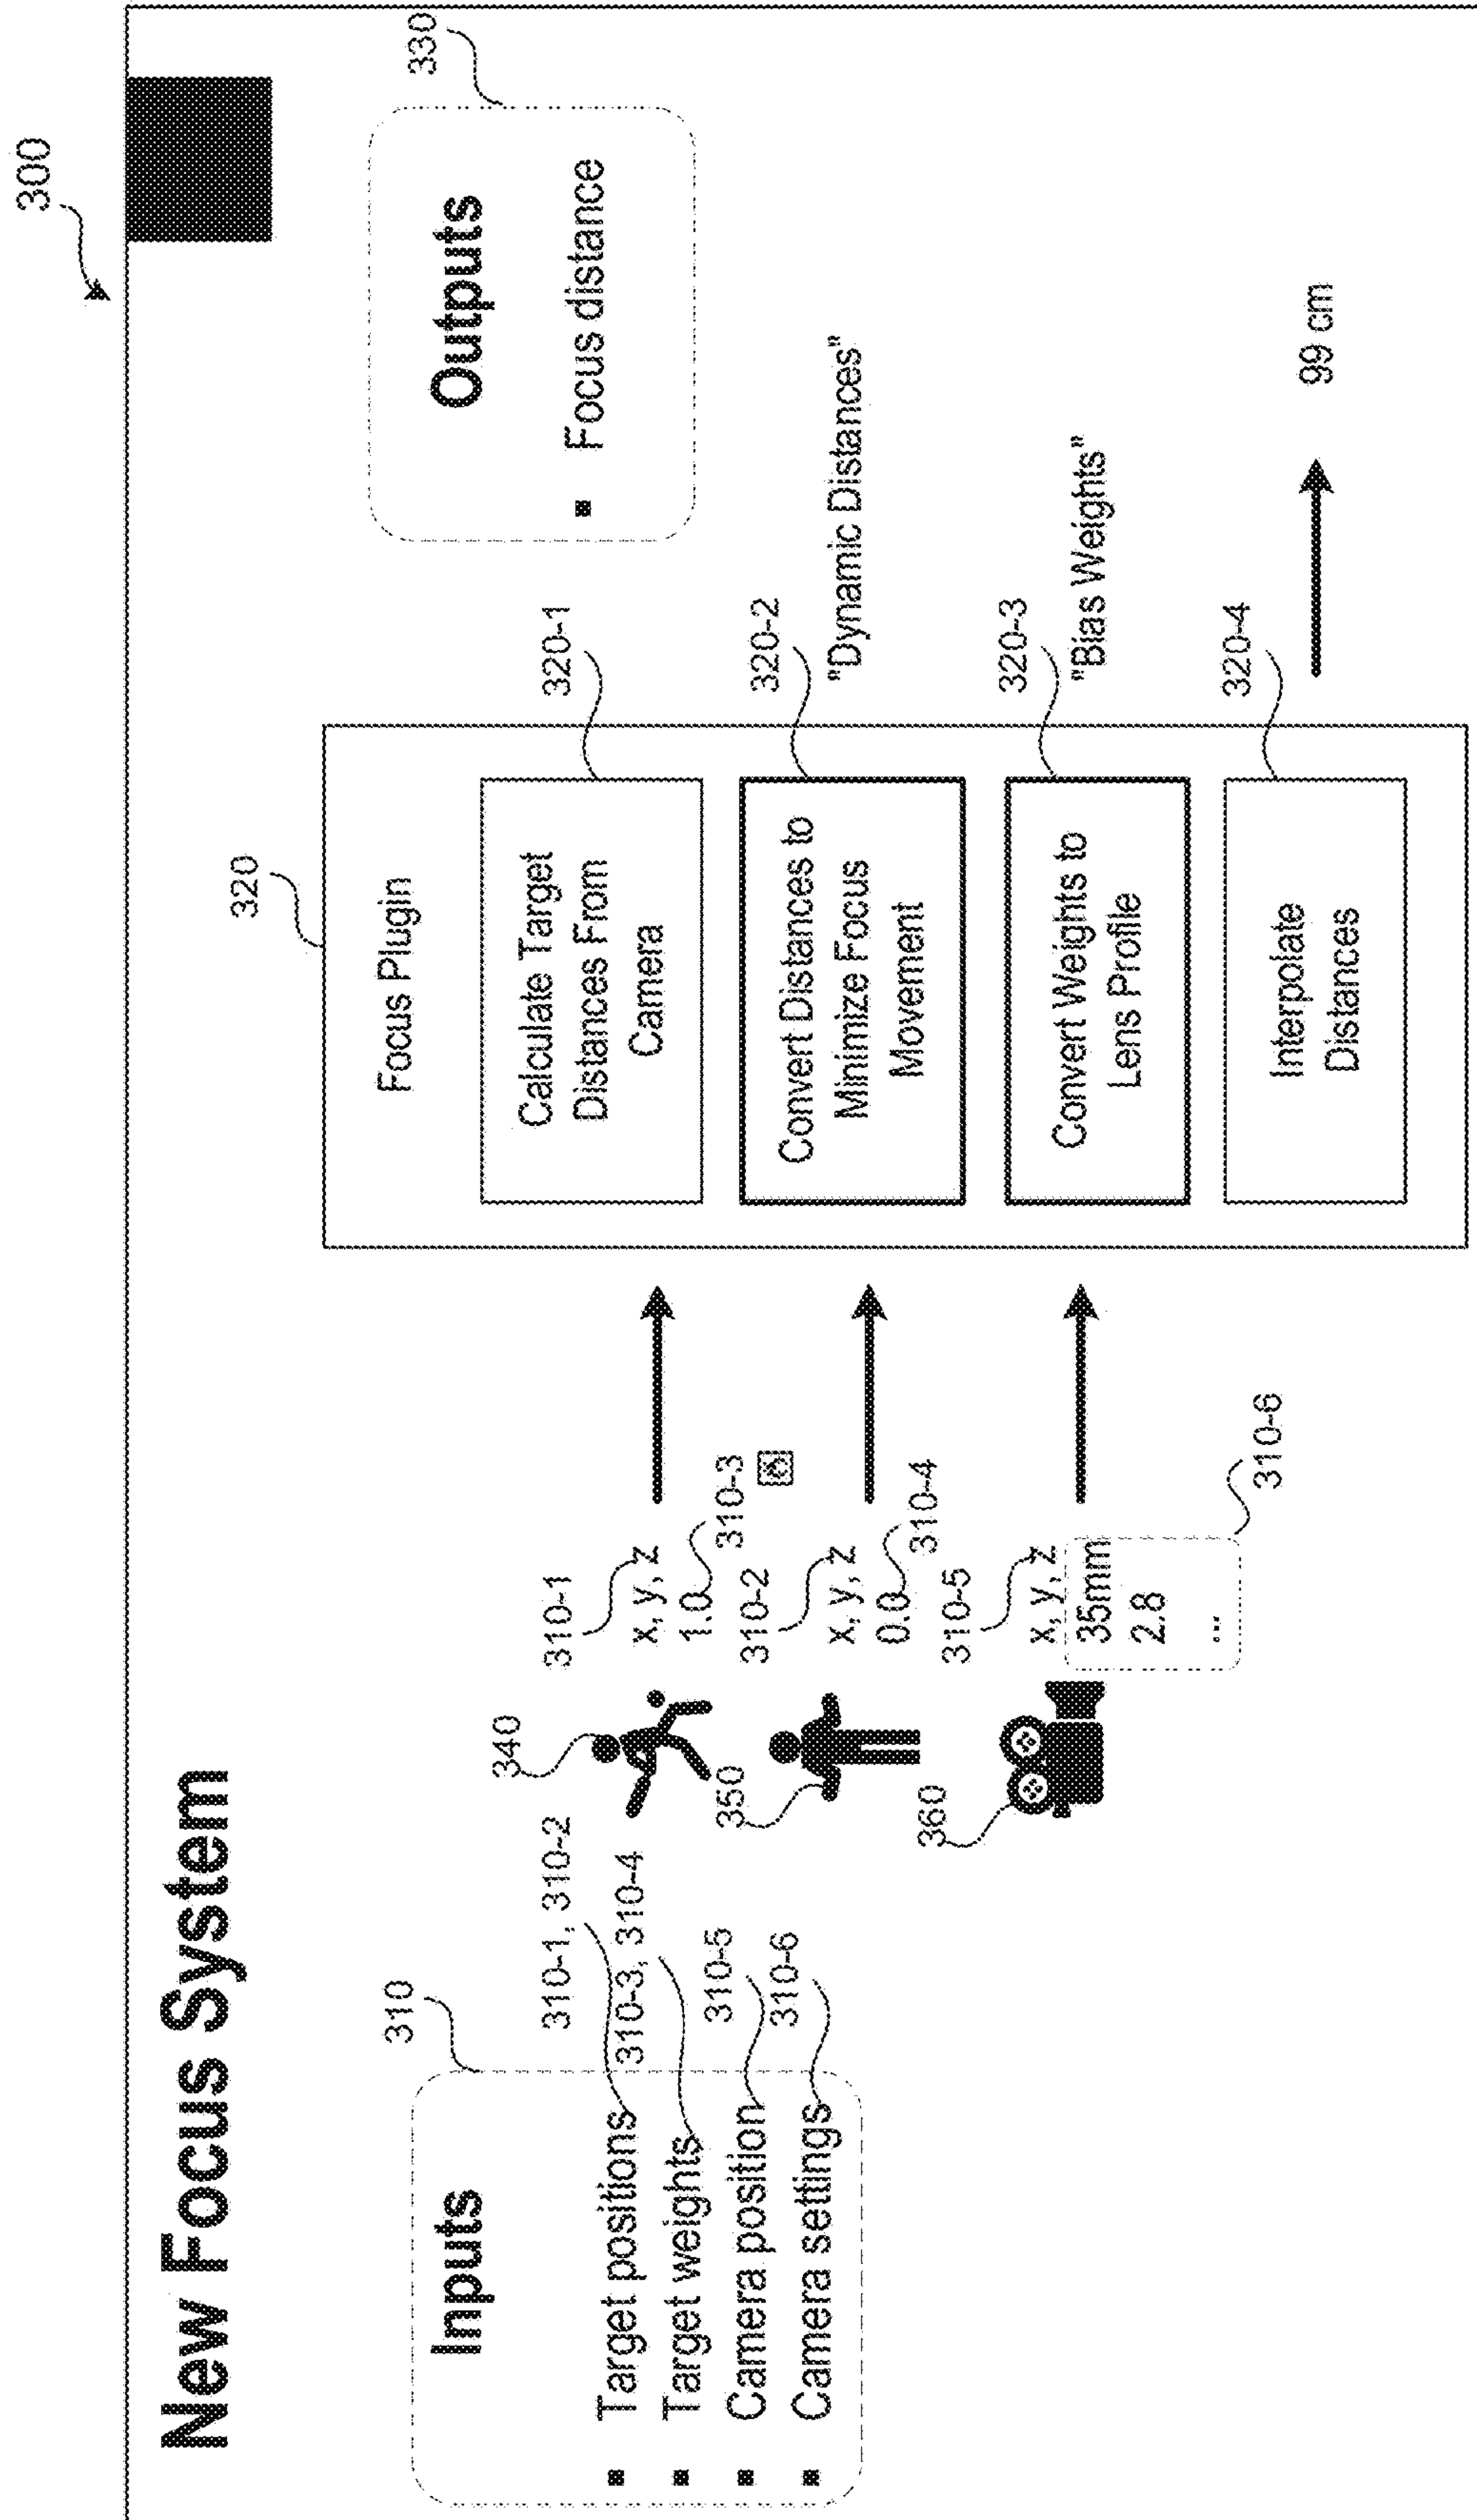 300
New Focus System
310
Inputs
310-1, 310-2
▪ Target positions
310-3, 310-4
▪ Target weights
310-5
▪ Camera position
310-6
▪ Camera settings
340
310-1
x, y, z
1.0
310-3
350
310-2
x, y, z
0.0
310-4
360
310-5
x, y, z
35mm
2.8
...
310-6
320
Focus Plugin
320-1
Calculate Target
Distances From
Camera
320-2
Convert Distances to
Minimize Focus
Movement
"Dynamic Distances"
320-3
Convert Weights to
Lens Profile
"Bias Weights"
320-4
Interpolate
Distances
99 cm
330
Outputs
▪ Focus distance